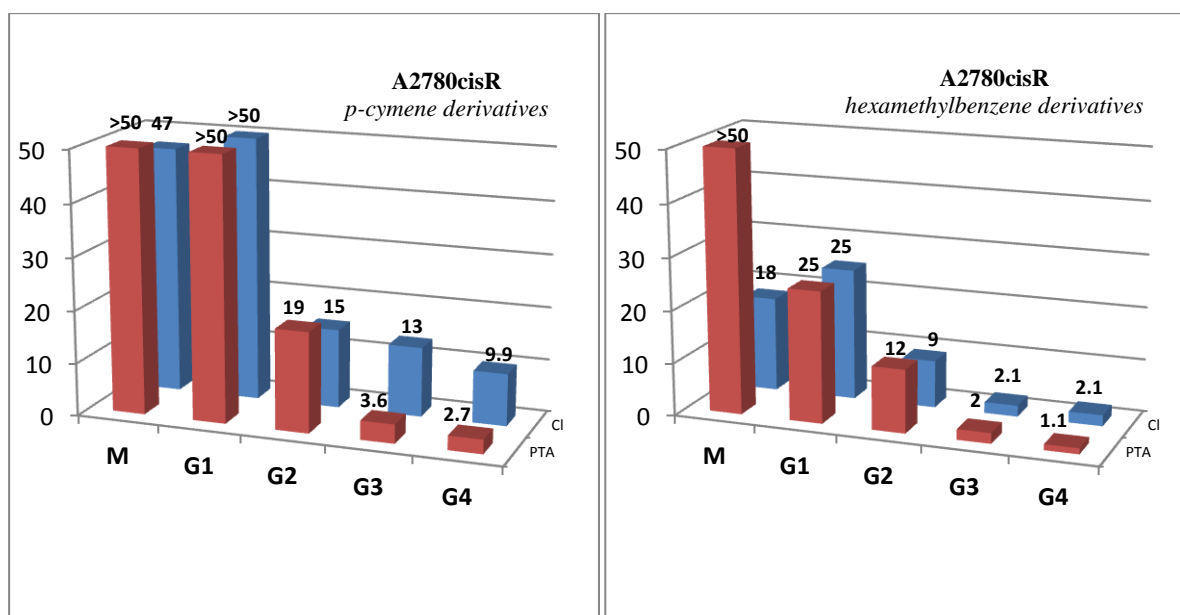 A2780cisR
p-cymene derivatives
>50
47
>50
>50
19
15
13
9.9
3.6
2.7
50
40
30
20
10
0
M
G1
G2
G3
G4
Cl
PTA
A2780cisR
hexamethylbenzene derivatives
>50
18
25
25
12
9
2.1
2
2.1
1.1
50
40
30
20
10
0
M
G1
G2
G3
G4
Cl
PTA